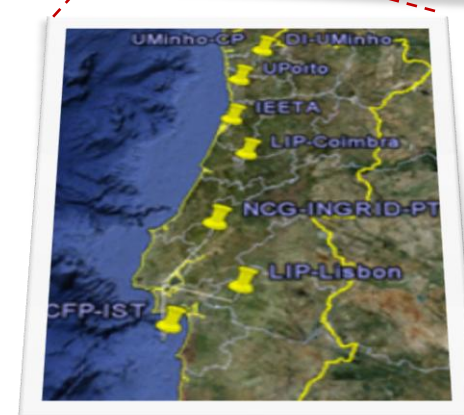 UMinho-CP DI-UMinho
UPorto
IEETA
LIP-Coimbra
NCG-INGRID-PT
LIP-Lisbon
CFP-IST